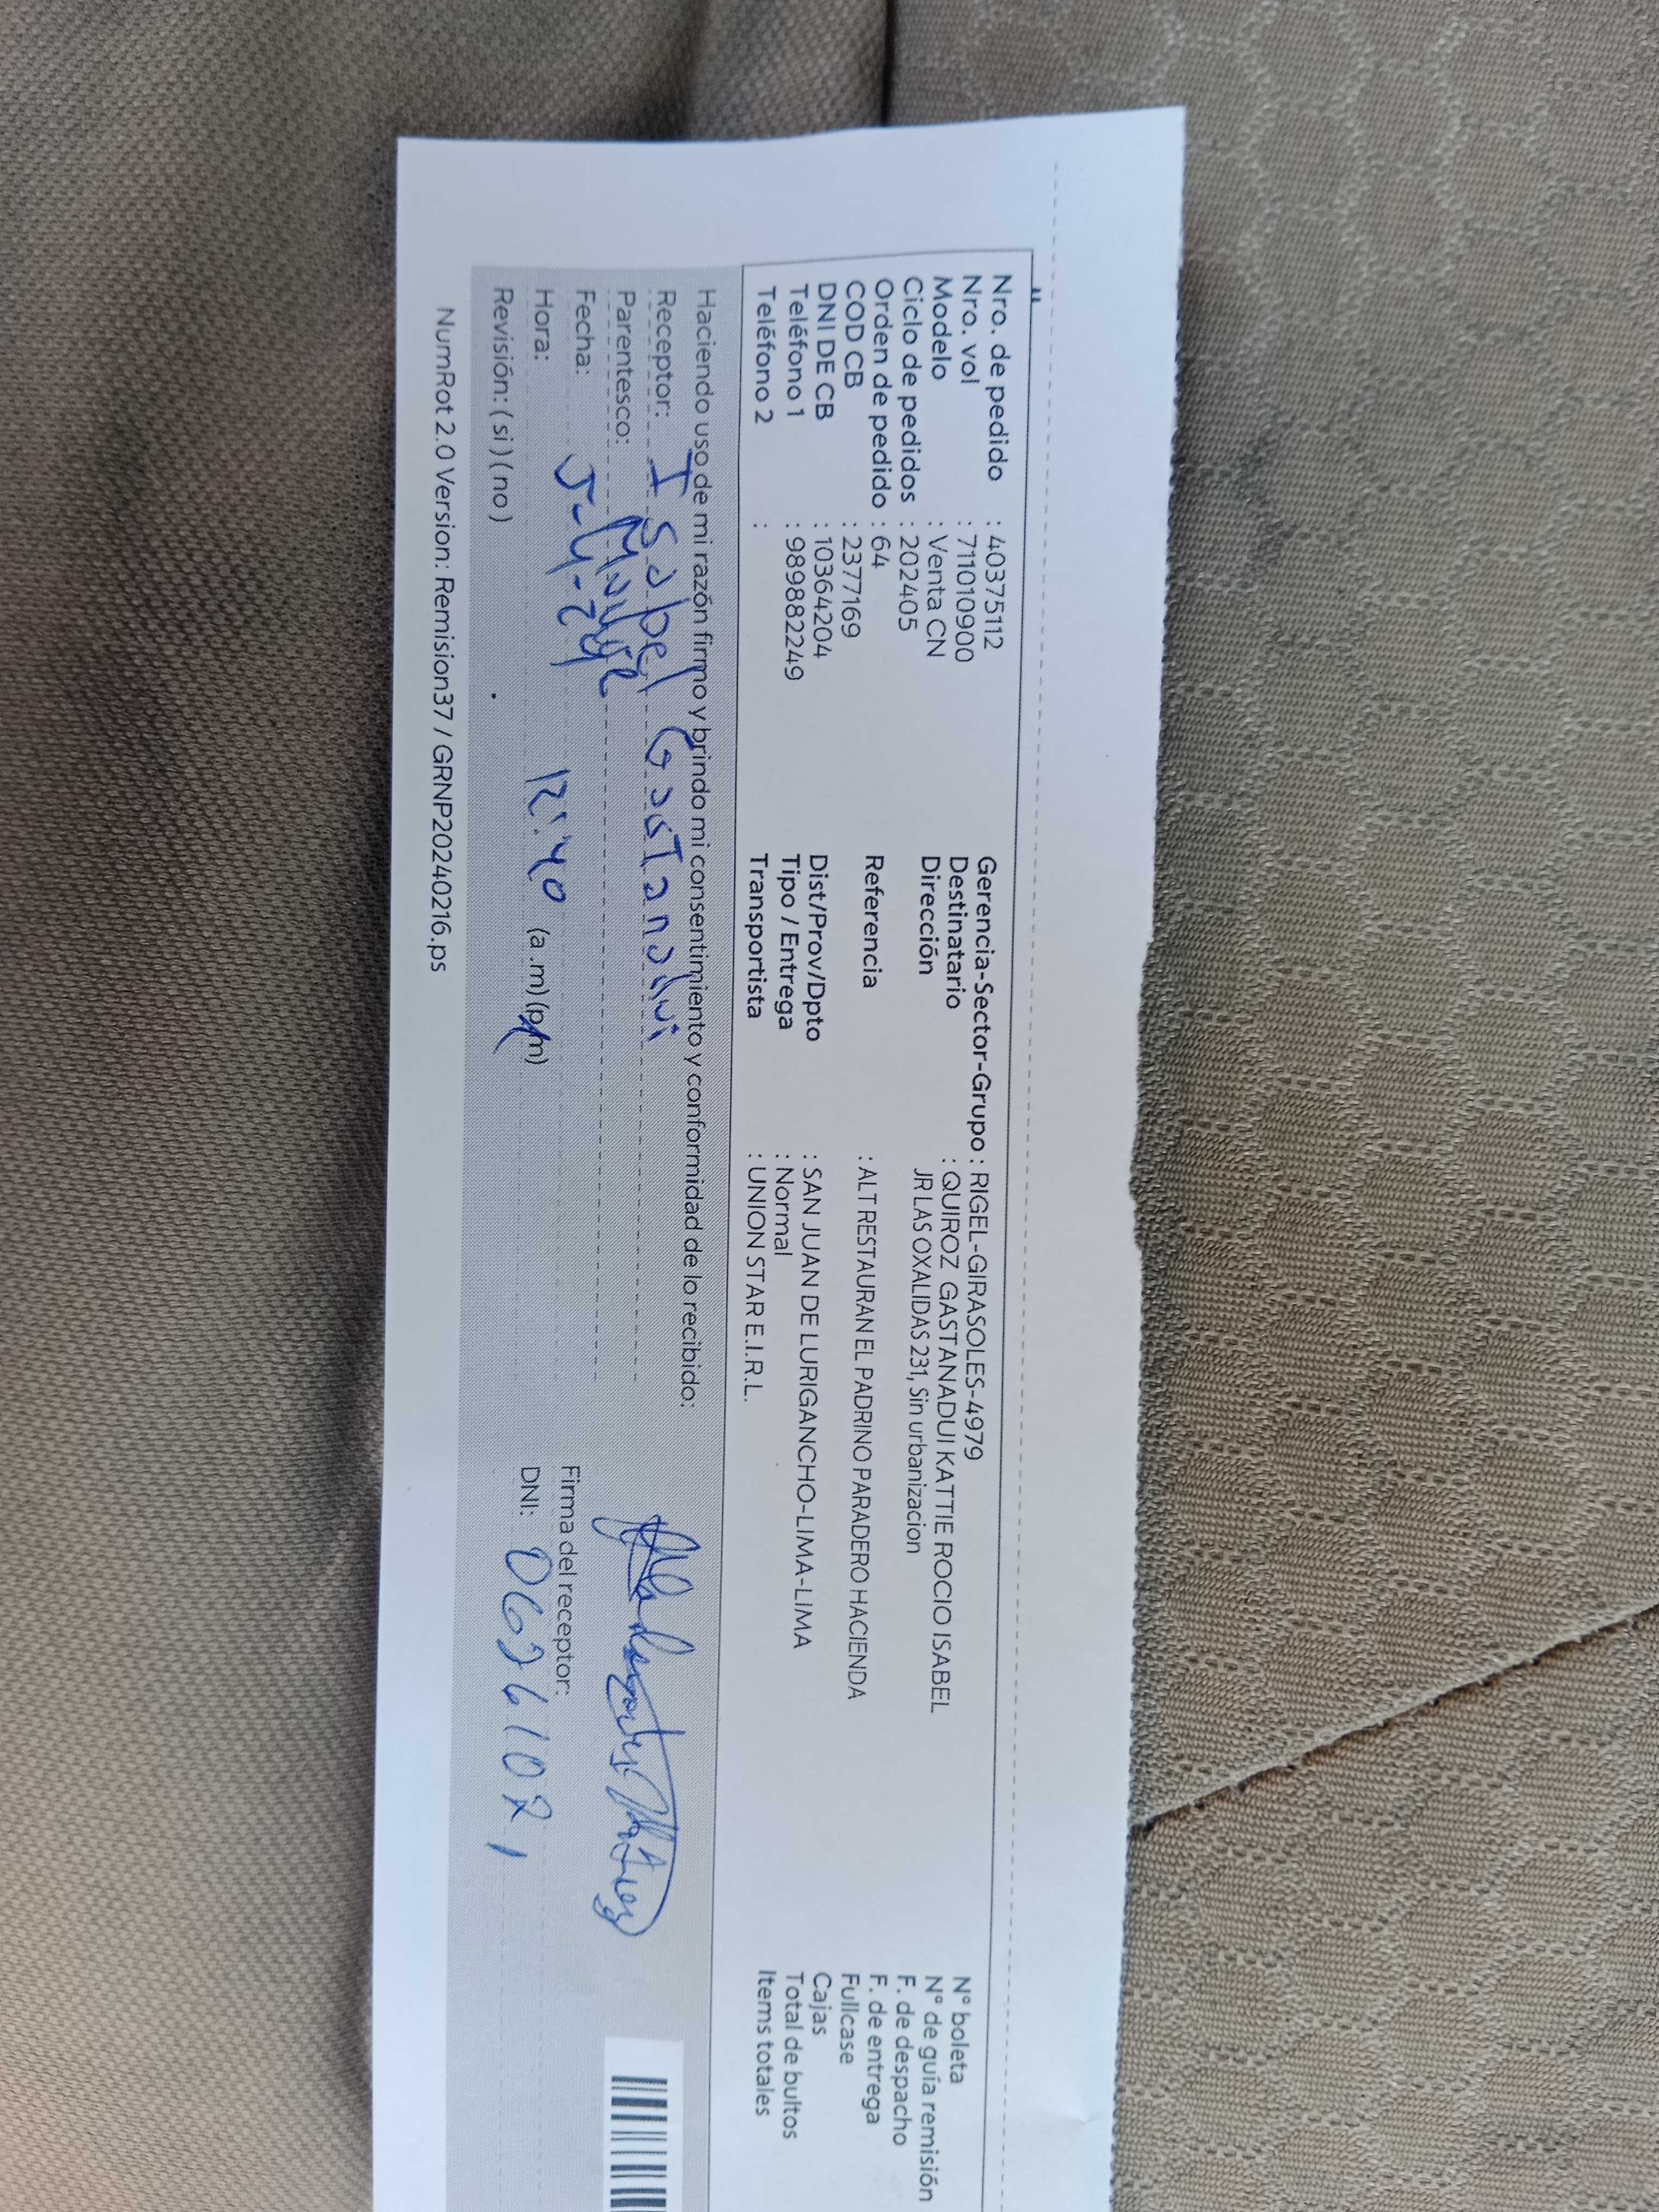 Nro. de pedido : 40375112
Nro. vol : 711010900
Modelo : Venta CN
Ciclo de pedidos : 202405
Orden de pedido : 64
COD CB : 2377169
DNI DE CB : 10364204
Teléfono 1 : 989882249
Teléfono 2 :
Gerencia-Sector-Grupo : RIGEL-GIRASOLES-4979
Destinatario : QUIROZ GASTANADUI KATTIE ROCIO ISABEL
Dirección JR LAS OXALIDAS 231, Sin urbanizacion
Referencia : ALT RESTAURAN EL PADRINO PARADERO HACIENDA
Dist/Prov/Dpto : SAN JUAN DE LURIGANCHO-LIMA-LIMA
Tipo / Entrega : Normal
Transportista : UNION STAR E.I.R.L.
N° boleta
N° de guía remisión
F. de despacho
F. de entrega
Fullcase
Cajas
Total de bultos
Items totales
Haciendo uso de mi razón firmo y brindo mi consentimiento y conformidad de lo recibido:
Receptor: Isabel Gastanadui
Parentesco:
Fecha: 5-4-24
Hora: 12:40 (a .m)(p.m)
Revisión: ( si ) ( no )
Firma del receptor:
DNI:
NumRot 2.0 Version: Remision37 / GRNP20240216.ps